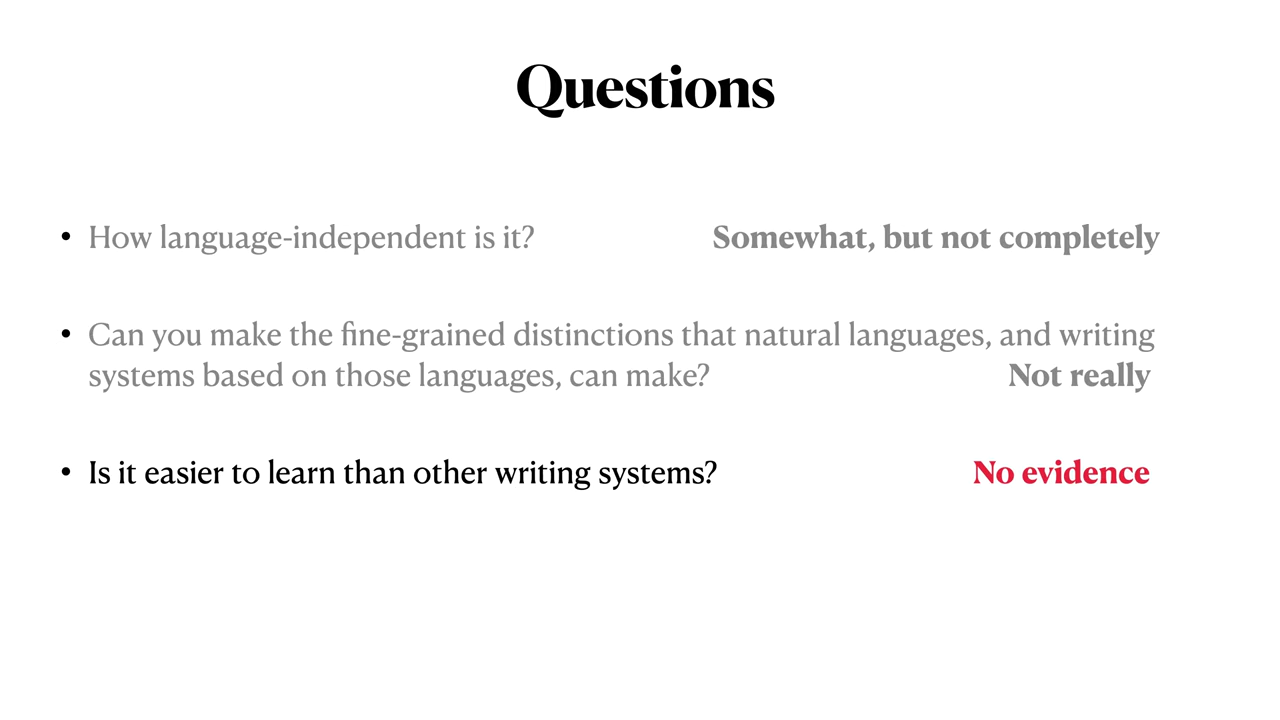 Questions
• How language-independent is it? Somewhat, but not completely
• Can you make the fine-grained distinctions that natural languages, and writing
systems based on those languages, can make? Not really
• Is it easier to learn than other writing systems? No evidence